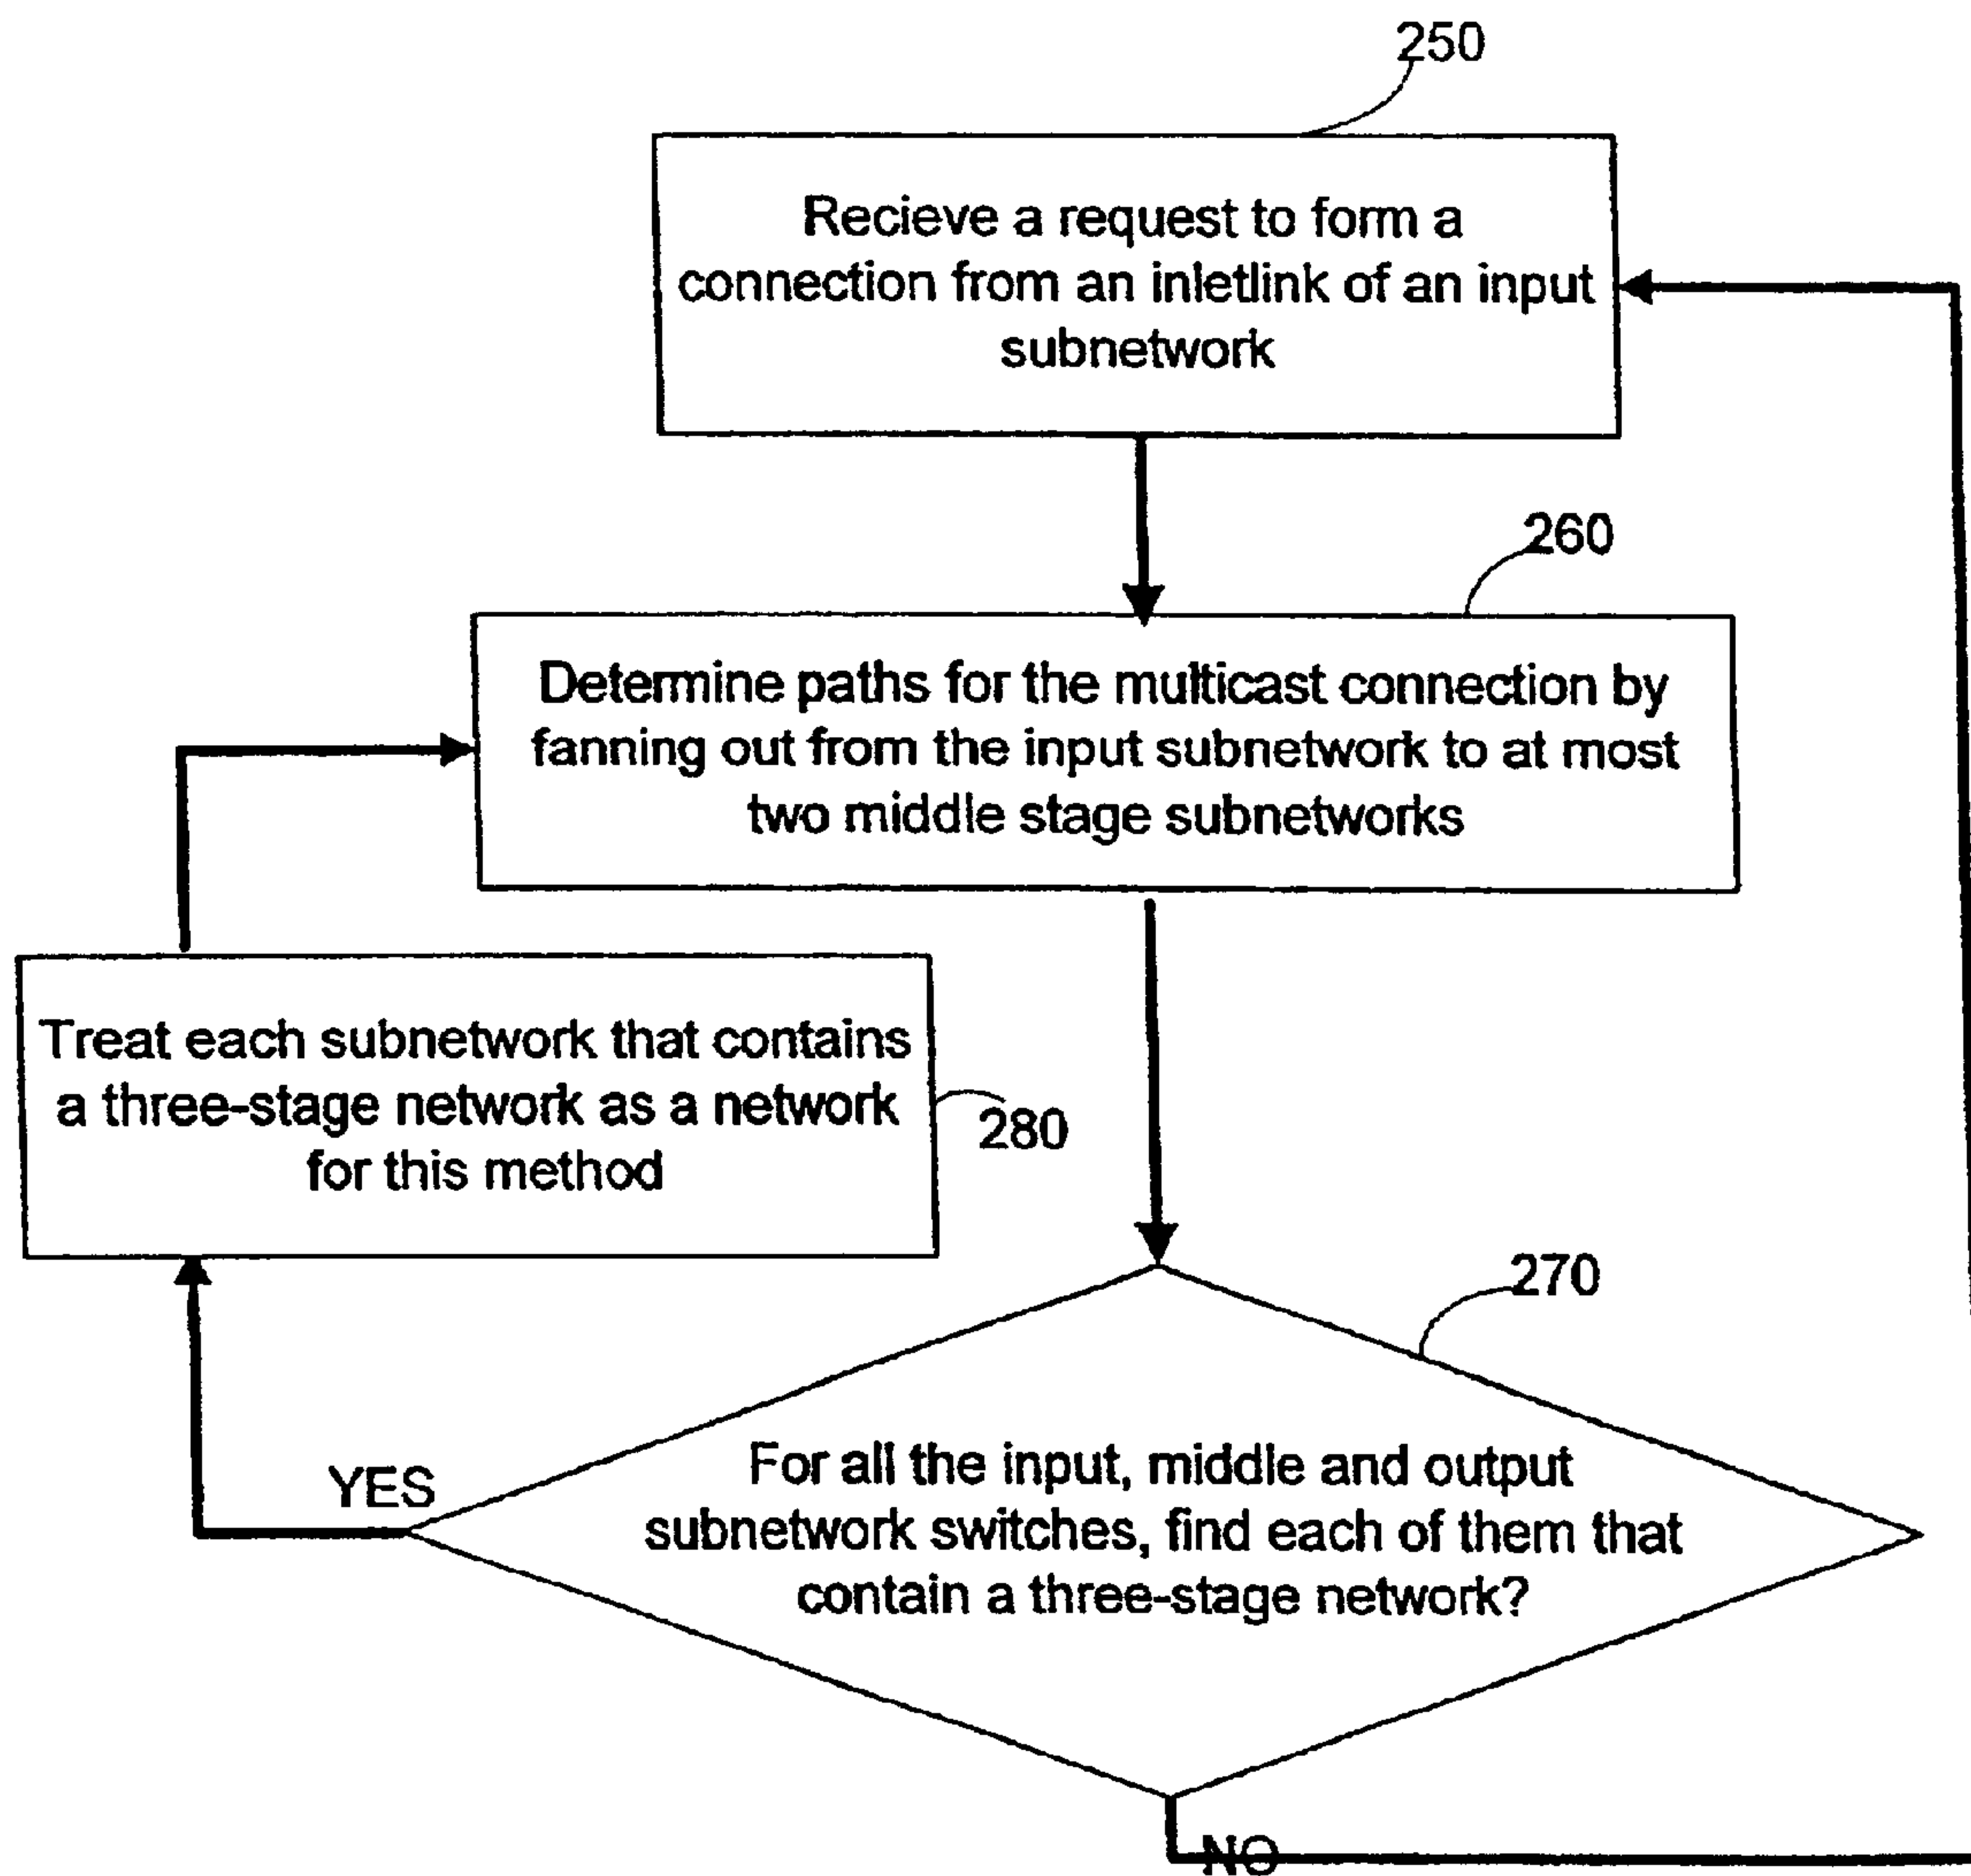 250
Recieve a request to form a
connection from an inletlink of an input
subnetwork
260
Determine paths for the multicast connection by
fanning out from the input subnetwork to at most
two middle stage subnetworks
Treat each subnetwork that contains
a three-stage network as a network
for this method
280
270
For all the input, middle and output
subnetwork switches, find each of them that
contain a three-stage network?
YES
NO